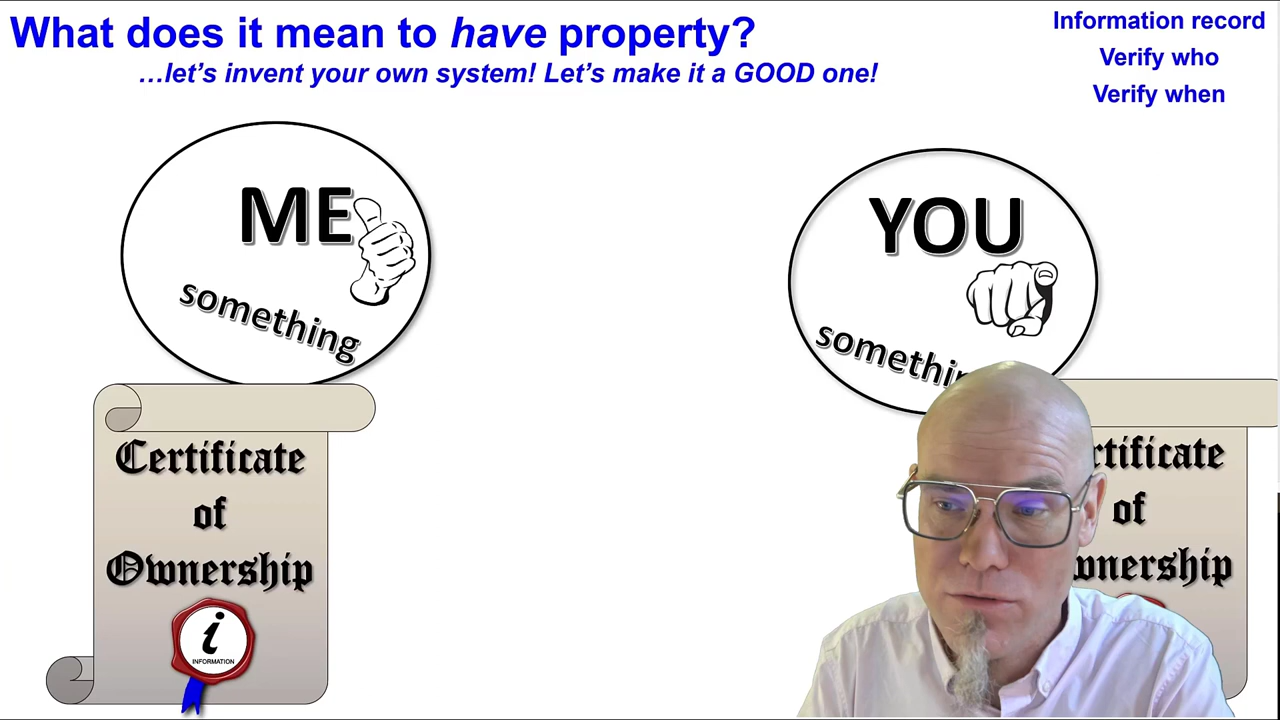 What does it mean to have property?
…let's invent your own system! Let's make it a GOOD one!
Information record
Verify who
Verify when
ME
something
YOU
Certificate
of
Ownership
i
INFORMATION
of